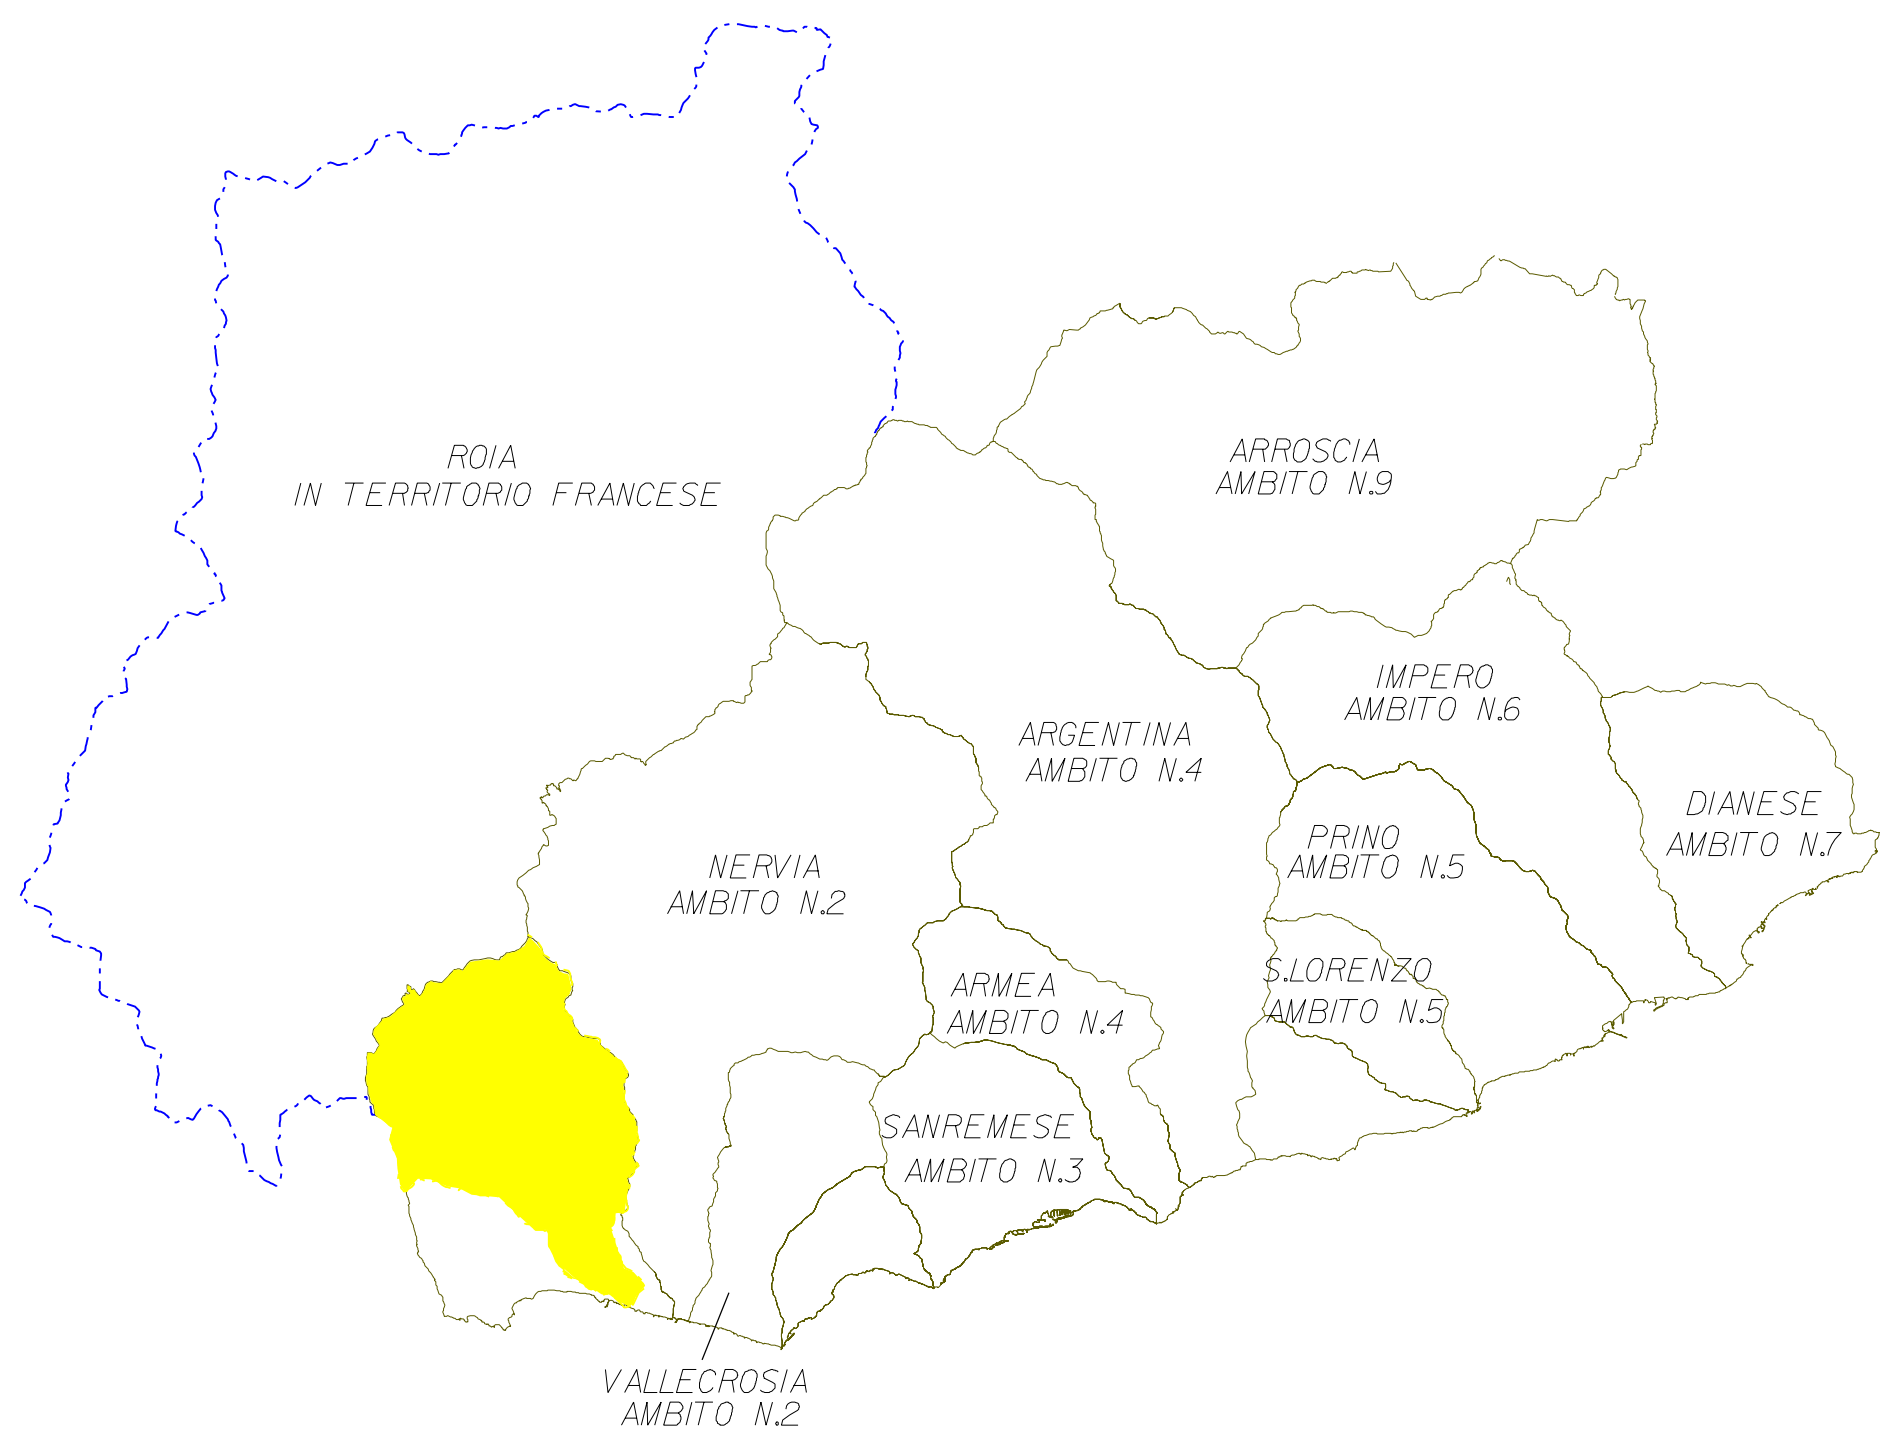 ROIA
IN TERRITORIO FRANCESE
ARROSCIA
AMBITO N.9
IMPERO
AMBITO N.6
ARGENTINA
AMBITO N.4
DIANESE
AMBITO N.7
PRINO
AMBITO N.5
NERVIA
AMBITO N.2
S.LORENZO
AMBITO N.5
ARMEA
AMBITO N.4
SANREMESE
AMBITO N.3
VALLECROSIA
AMBITO N.2